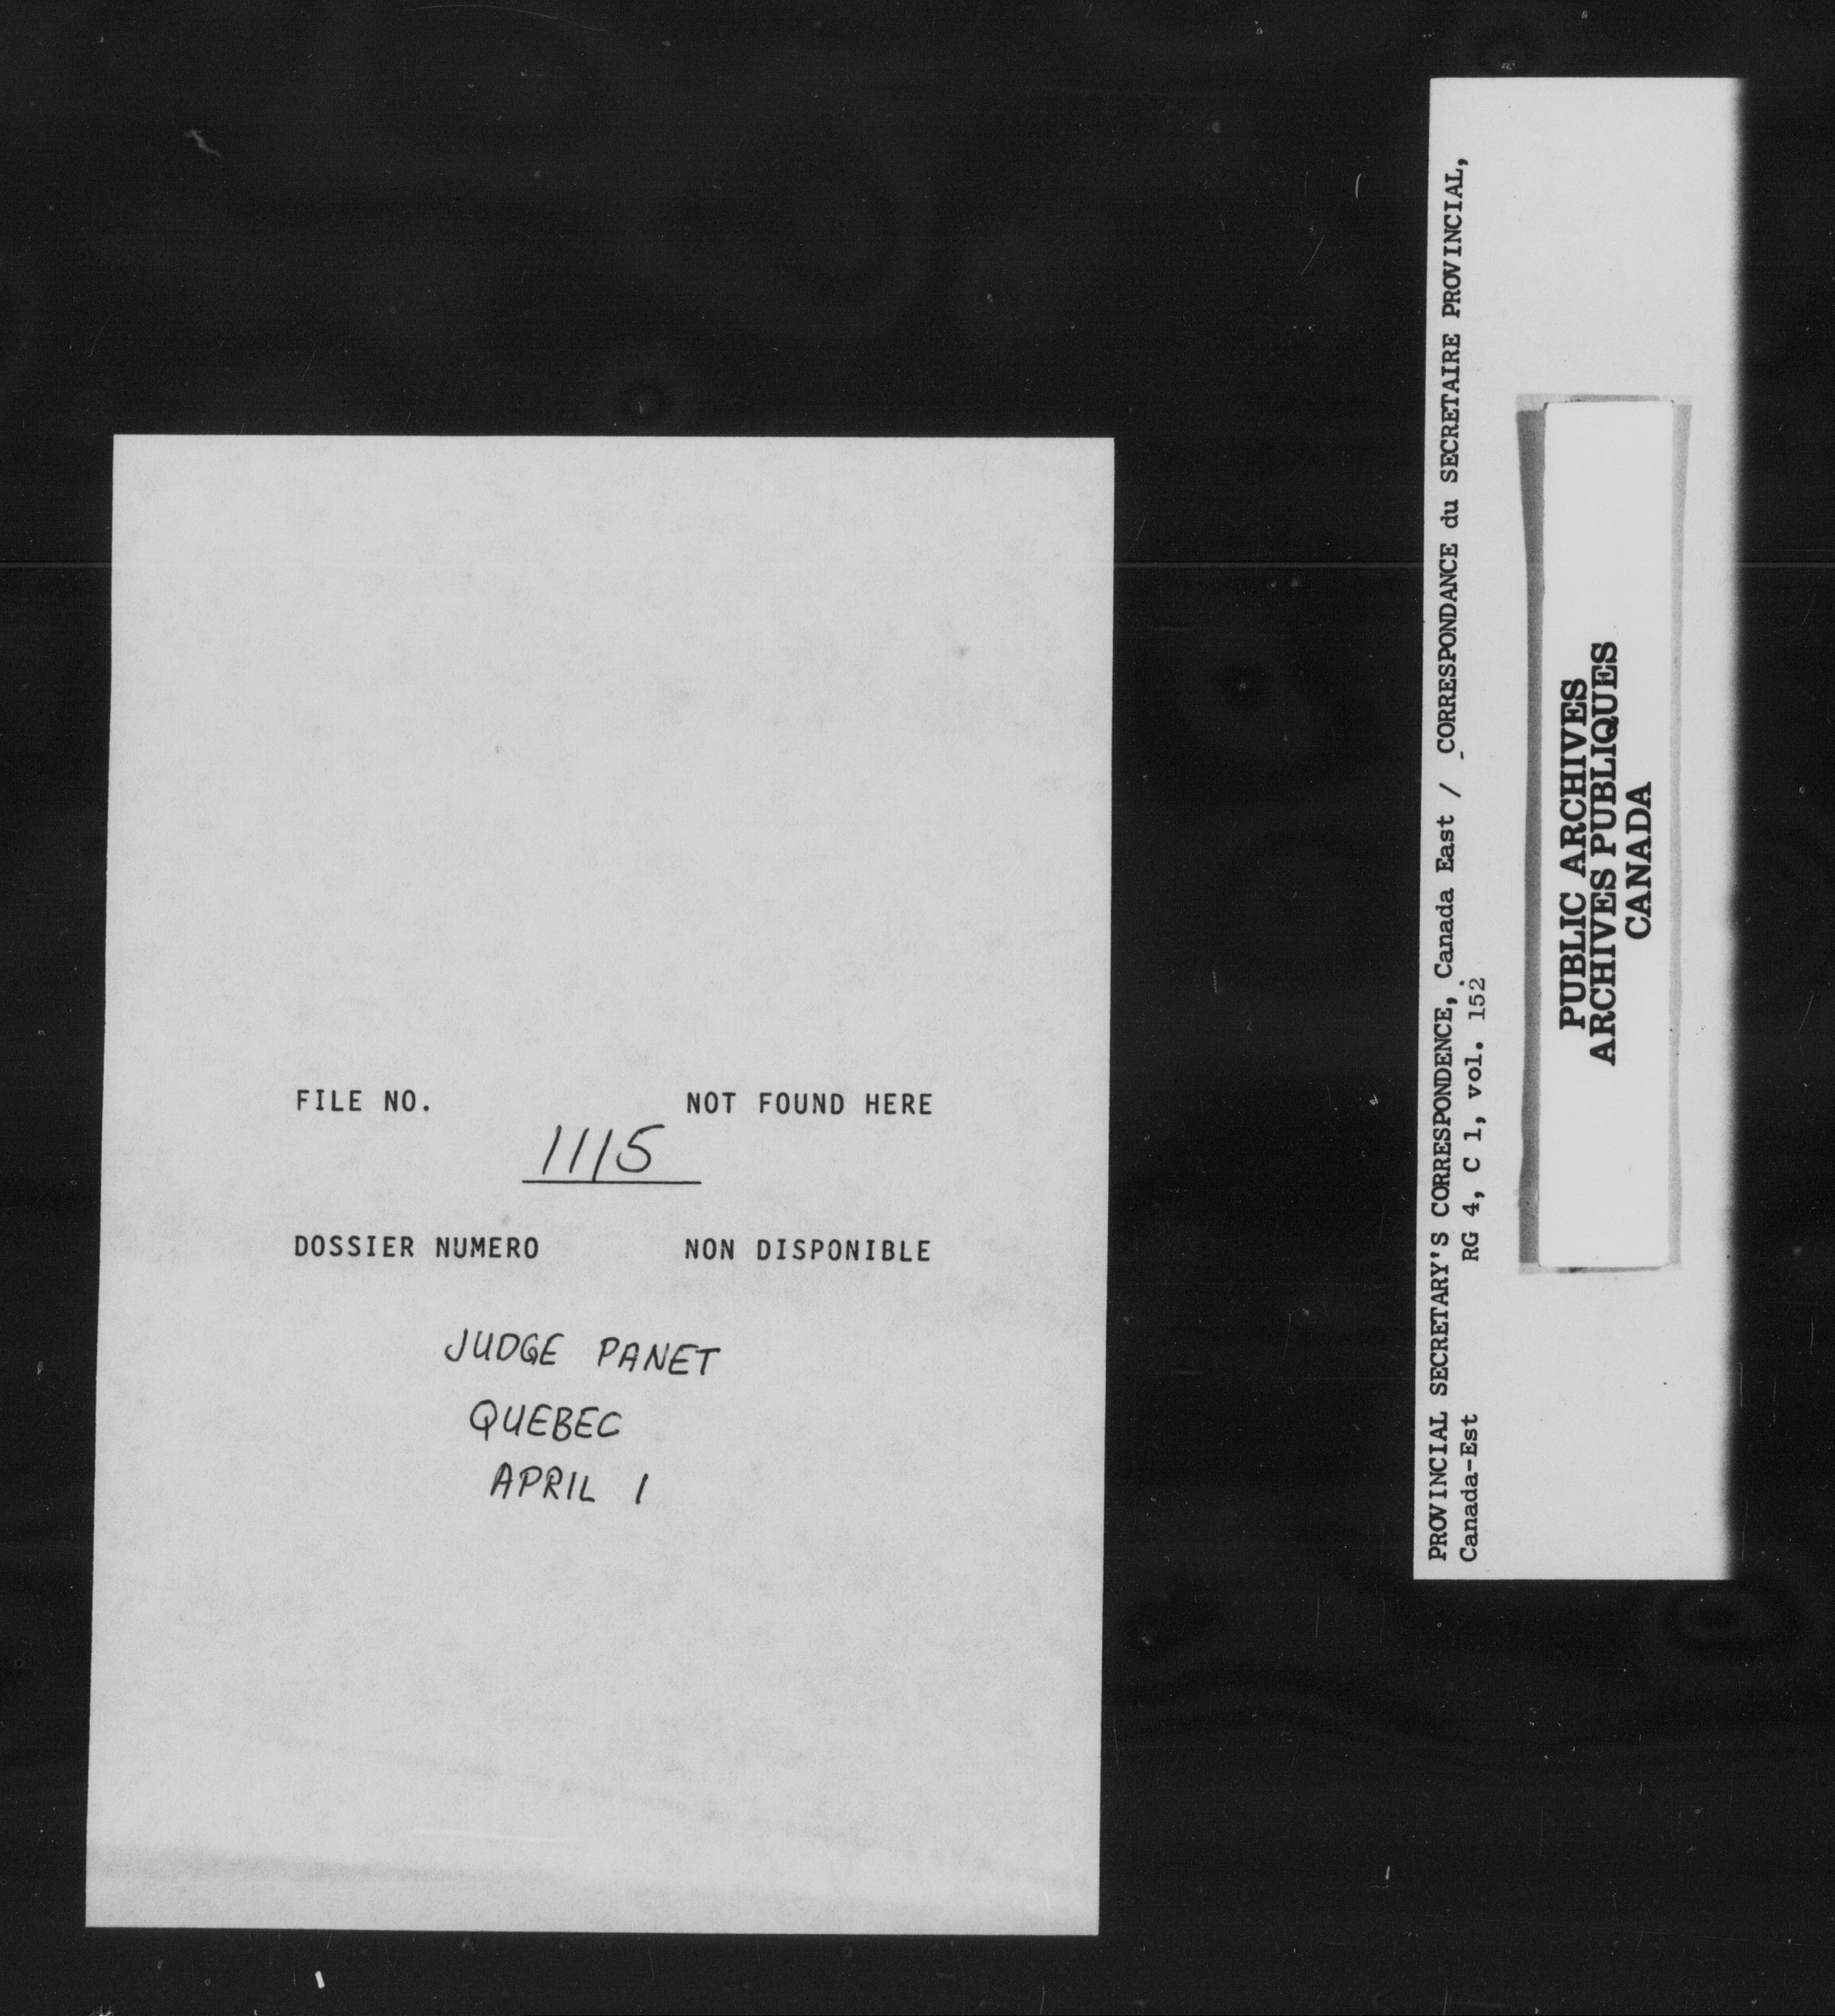 FILE NO. NOT FOUND HERE
1115
DOSSIER NUMERO NON DISPONIBLE
JUDGE PANET
QUEBEC
APRIL 1
PROVINCIAL SECRETARY'S CORRESPONDENCE, Canada East / CORRESPONDANCE du SECRETAIRE PROVINCIAL,
Canada-Est RG 4, C 1, vol. 152
PUBLIC ARCHIVES
ARCHIVES PUBLIQUES
CANADA